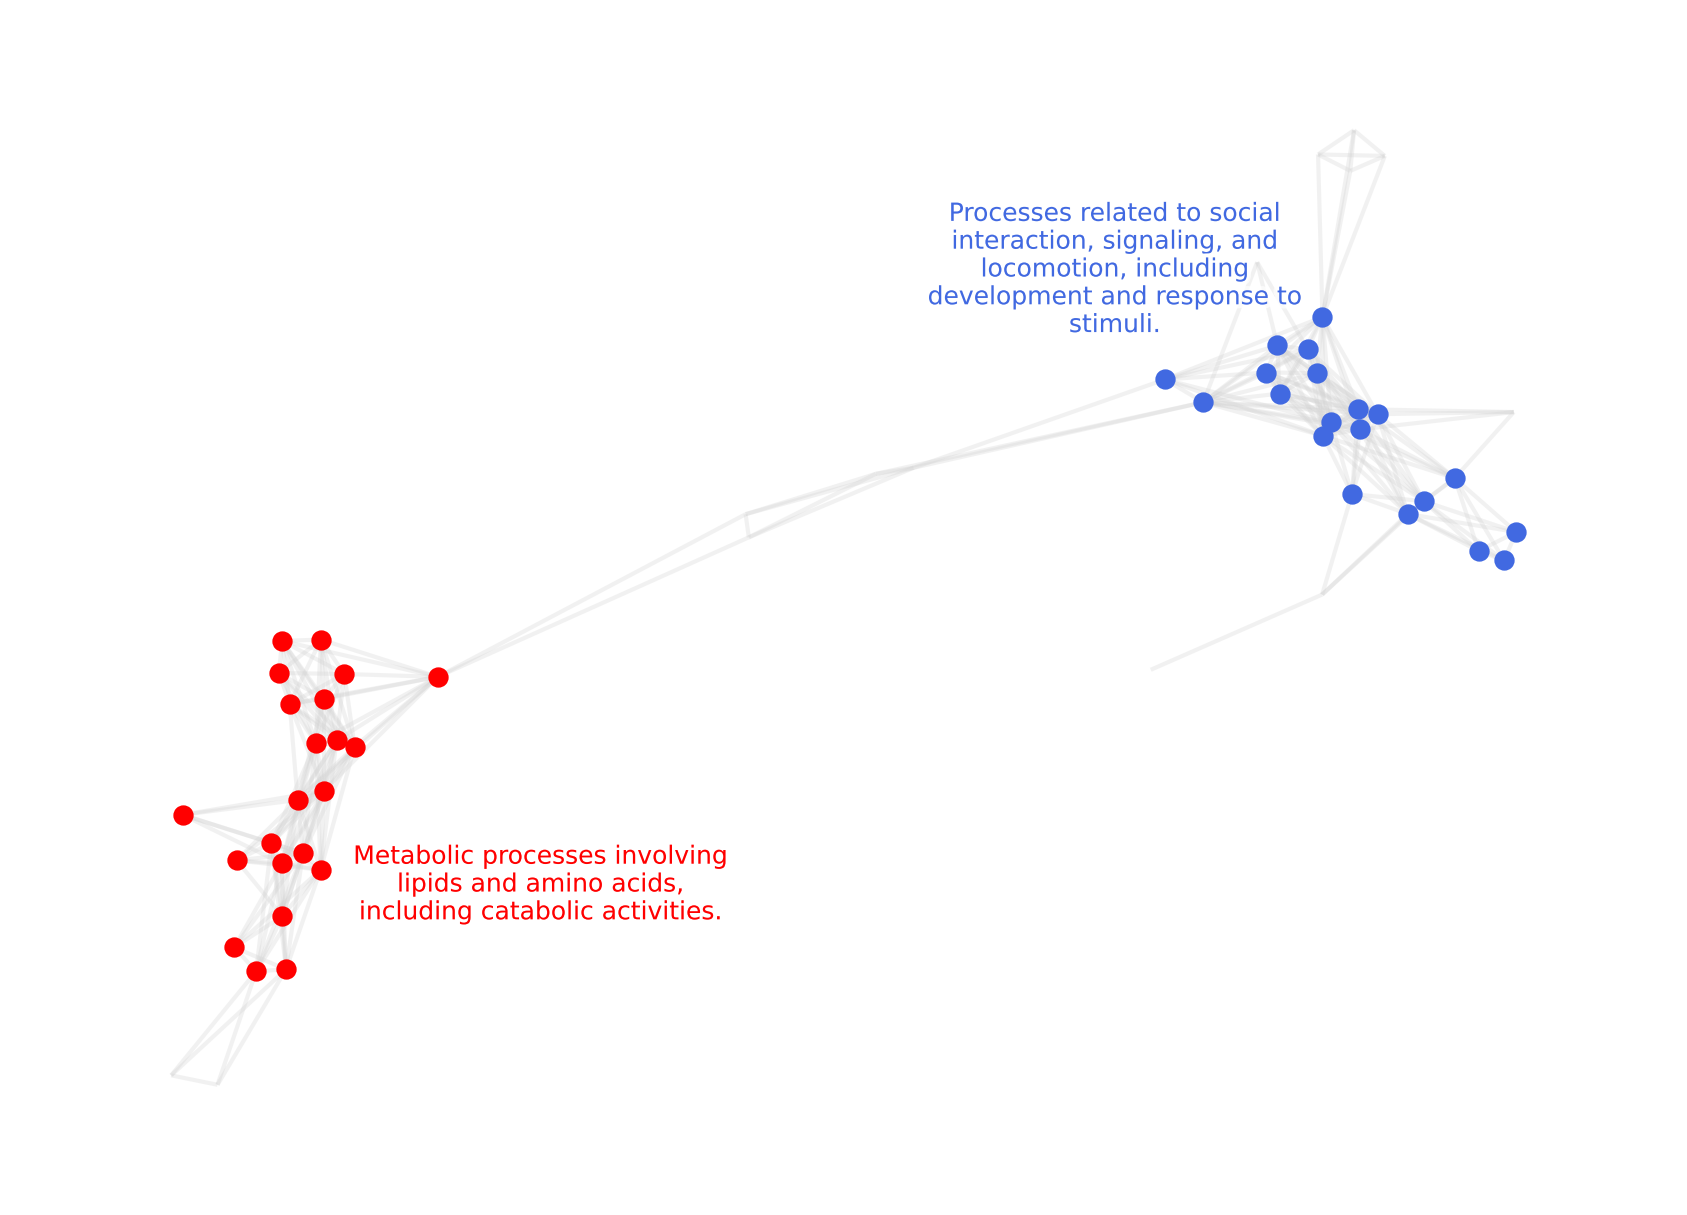 Processes related to social
interaction, signaling, and
locomotion, including
development and response to
stimuli.
Metabolic processes involving
lipids and amino acids,
including catabolic activities.